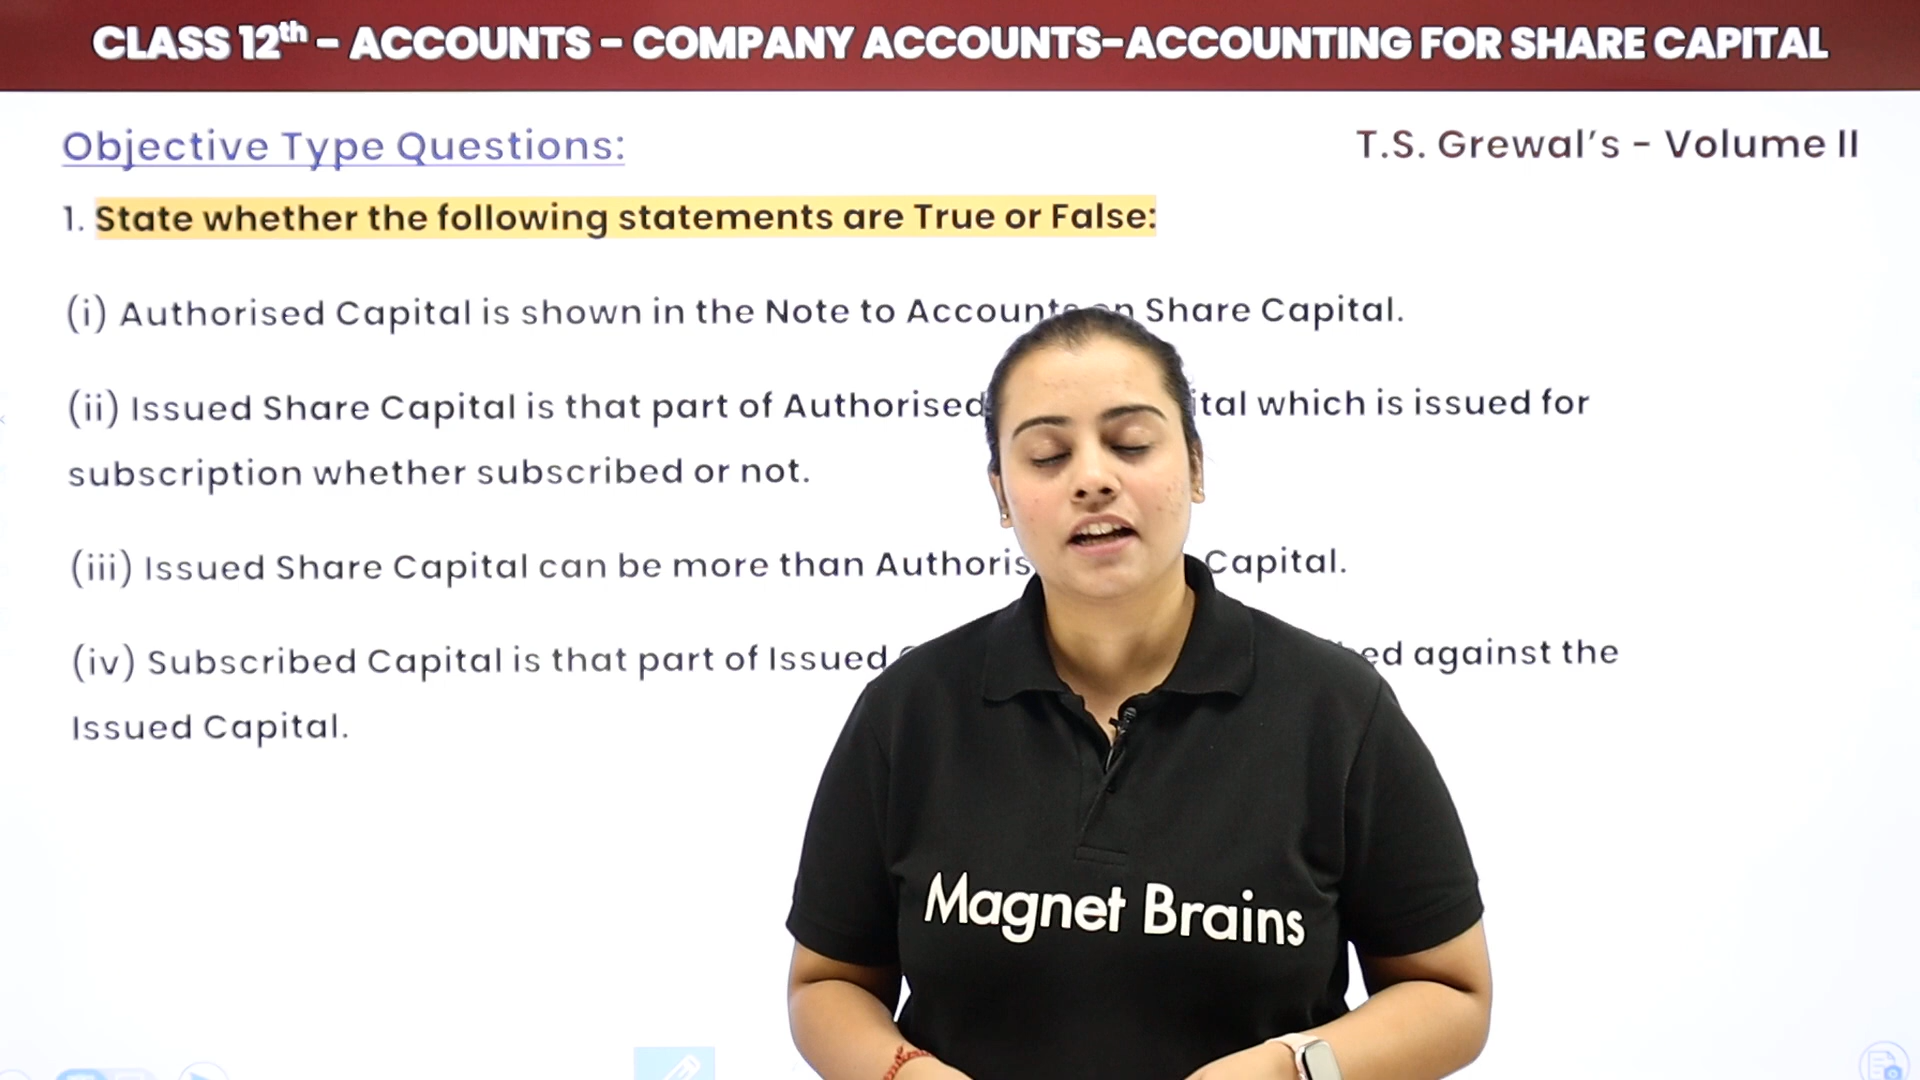 CLASS 12th - ACCOUNTS - COMPANY ACCOUNTS-ACCOUNTING FOR SHARE CAPITAL
Objective Type Questions:
T.S. Grewal's - Volume II
1. State whether the following statements are True or False:
(i) Authorised Capital is shown in the Note to Accounts on Share Capital.
(ii) Issued Share Capital is that part of Authorised which is issued for
subscription whether subscribed or not.
(iii) Issued Share Capital can be more than Capital.
(iv) Subscribed Capital is that part of Issued against the
Issued Capital.
Magnet Brains